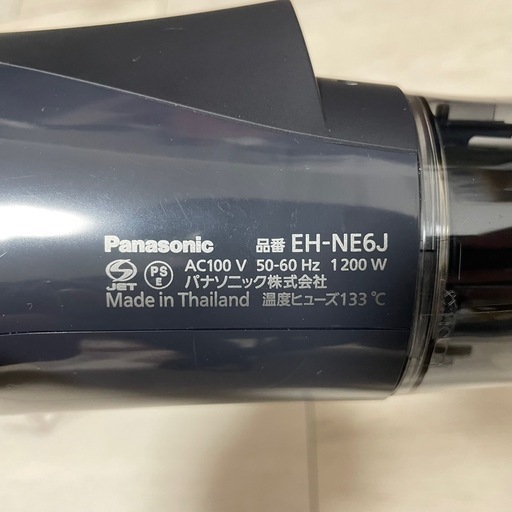 Panasonic 品番 EH-NE6J
S JET PS E AC100 V 50-60 Hz 1200 W
パナソニック株式会社
Made in Thailand 温度ヒューズ133℃